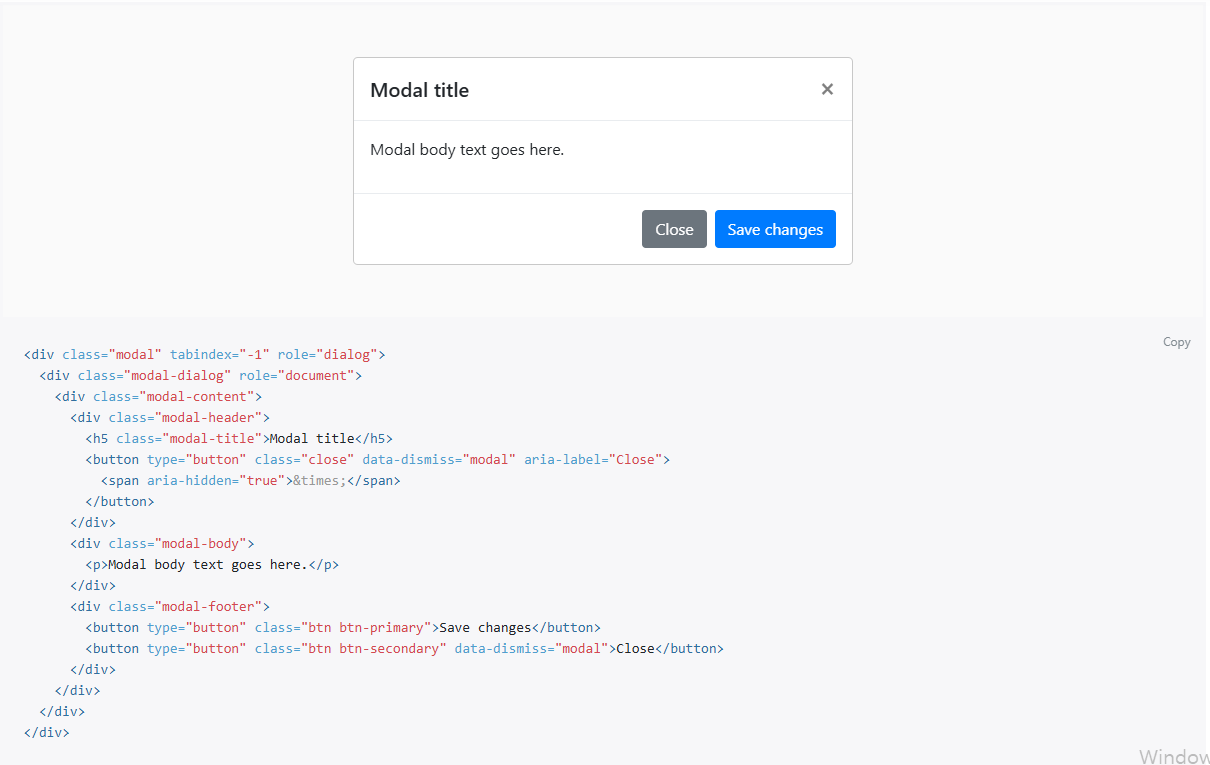 Modal title ×
Modal body text goes here.
Close Save changes
Copy
<div class="modal" tabindex="-1" role="dialog">
  <div class="modal-dialog" role="document">
    <div class="modal-content">
      <div class="modal-header">
        <h5 class="modal-title">Modal title</h5>
        <button type="button" class="close" data-dismiss="modal" aria-label="Close">
          <span aria-hidden="true">&times;</span>
        </button>
      </div>
      <div class="modal-body">
        <p>Modal body text goes here.</p>
      </div>
      <div class="modal-footer">
        <button type="button" class="btn btn-primary">Save changes</button>
        <button type="button" class="btn btn-secondary" data-dismiss="modal">Close</button>
      </div>
    </div>
  </div>
</div>
Window